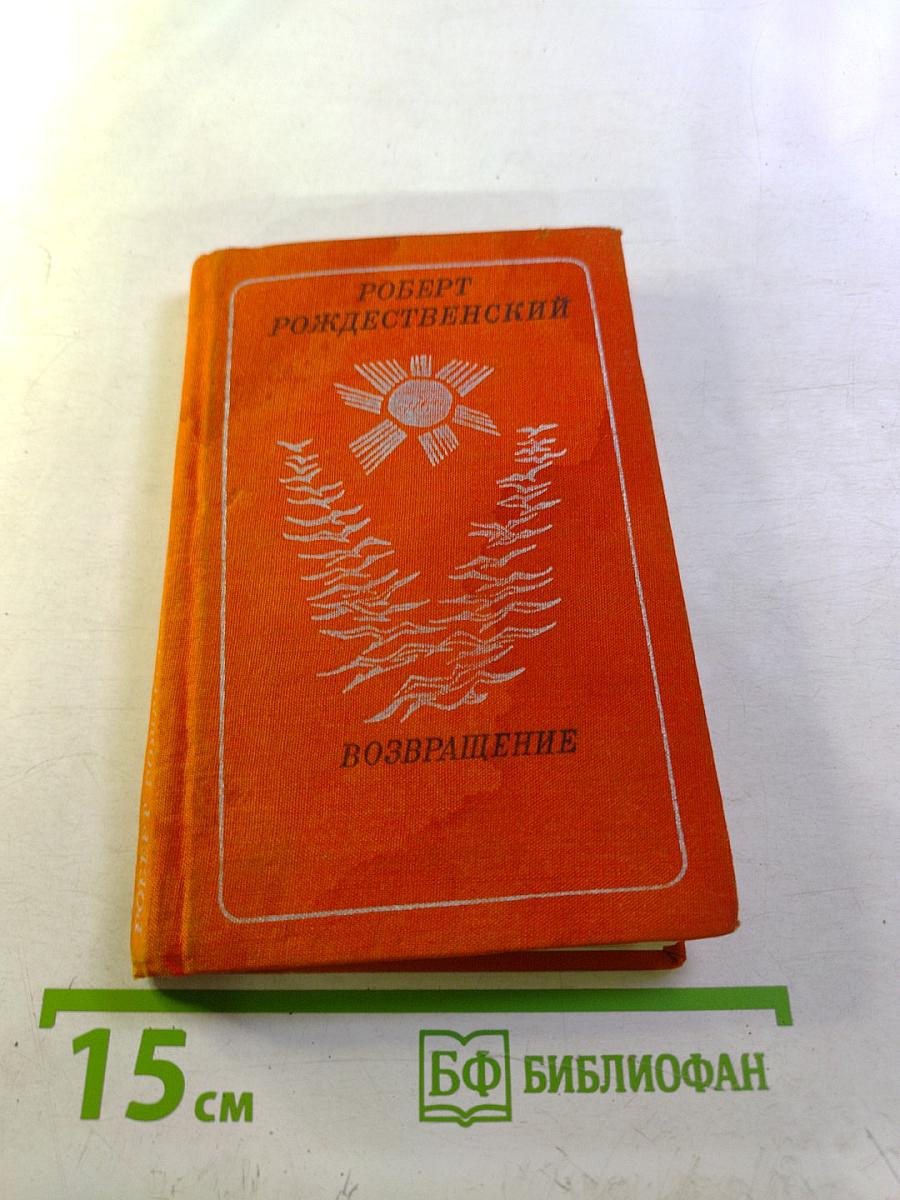 РОБЕРТ
РОЖДЕСТВЕНСКИЙ
ВОЗВРАЩЕНИЕ
15 см
БФ БИБЛИОФАН